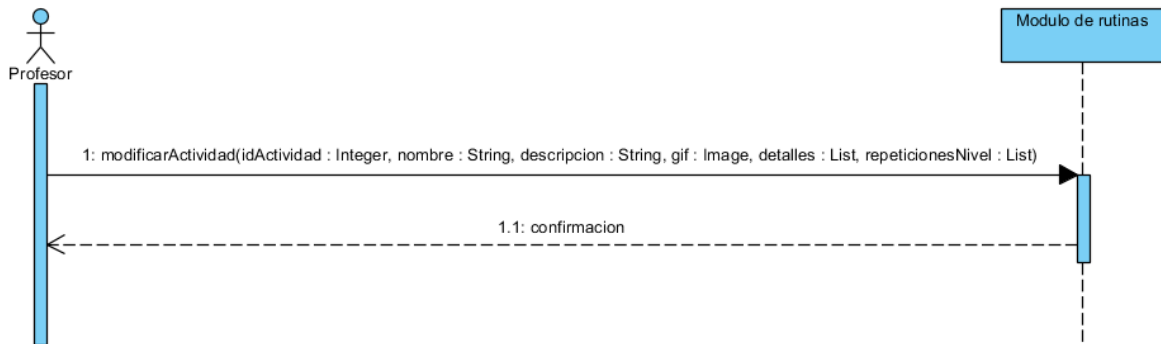 Modulo de rutinas
Profesor
1: modificarActividad(idActividad : Integer, nombre : String, descripcion : String, gif : Image, detalles : List, repeticionesNivel : List)
1.1: confirmacion